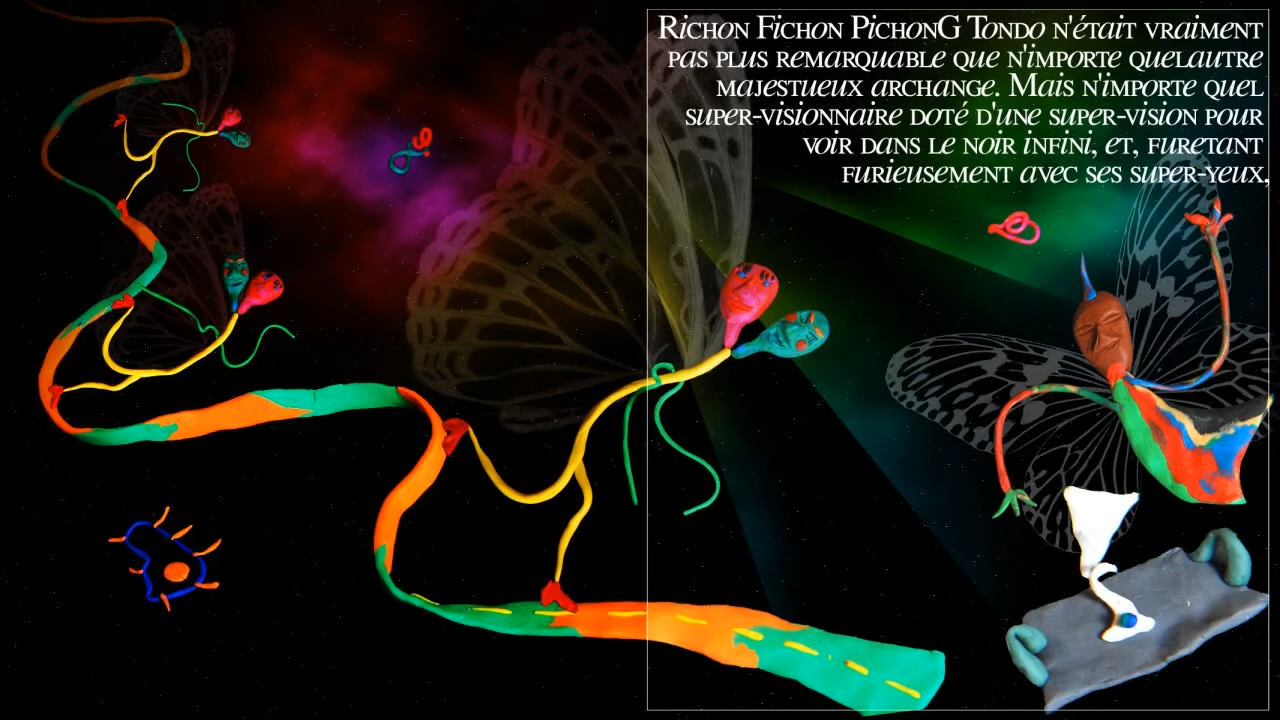 Richon Fichon PichonG Tondo n'était vraiment
pas plus remarquable que n'importe quelautre
majestueux archange. Mais n'importe quel
super-visionnaire doté d'une super-vision pour
voir dans le noir infini, et, furetant
furieusement avec ses super-yeux,